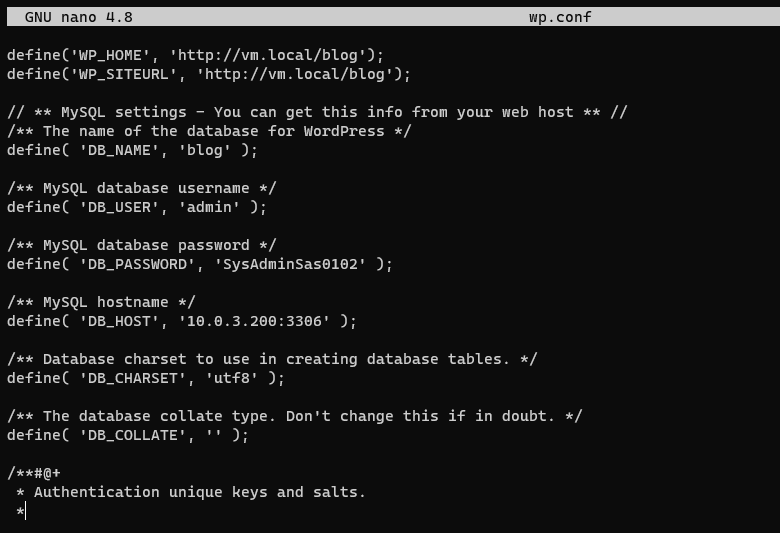 GNU nano 4.8 wp.conf
define('WP_HOME', 'http://vm.local/blog');
define('WP_SITEURL', 'http://vm.local/blog');
// ** MySQL settings - You can get this info from your web host ** //
/** The name of the database for WordPress */
define( 'DB_NAME', 'blog' );
/** MySQL database username */
define( 'DB_USER', 'admin' );
/** MySQL database password */
define( 'DB_PASSWORD', 'SysAdminSas0102' );
/** MySQL hostname */
define( 'DB_HOST', '10.0.3.200:3306' );
/** Database charset to use in creating database tables. */
define( 'DB_CHARSET', 'utf8' );
/** The database collate type. Don't change this if in doubt. */
define( 'DB_COLLATE', '' );
/**#@+
 * Authentication unique keys and salts.
 *